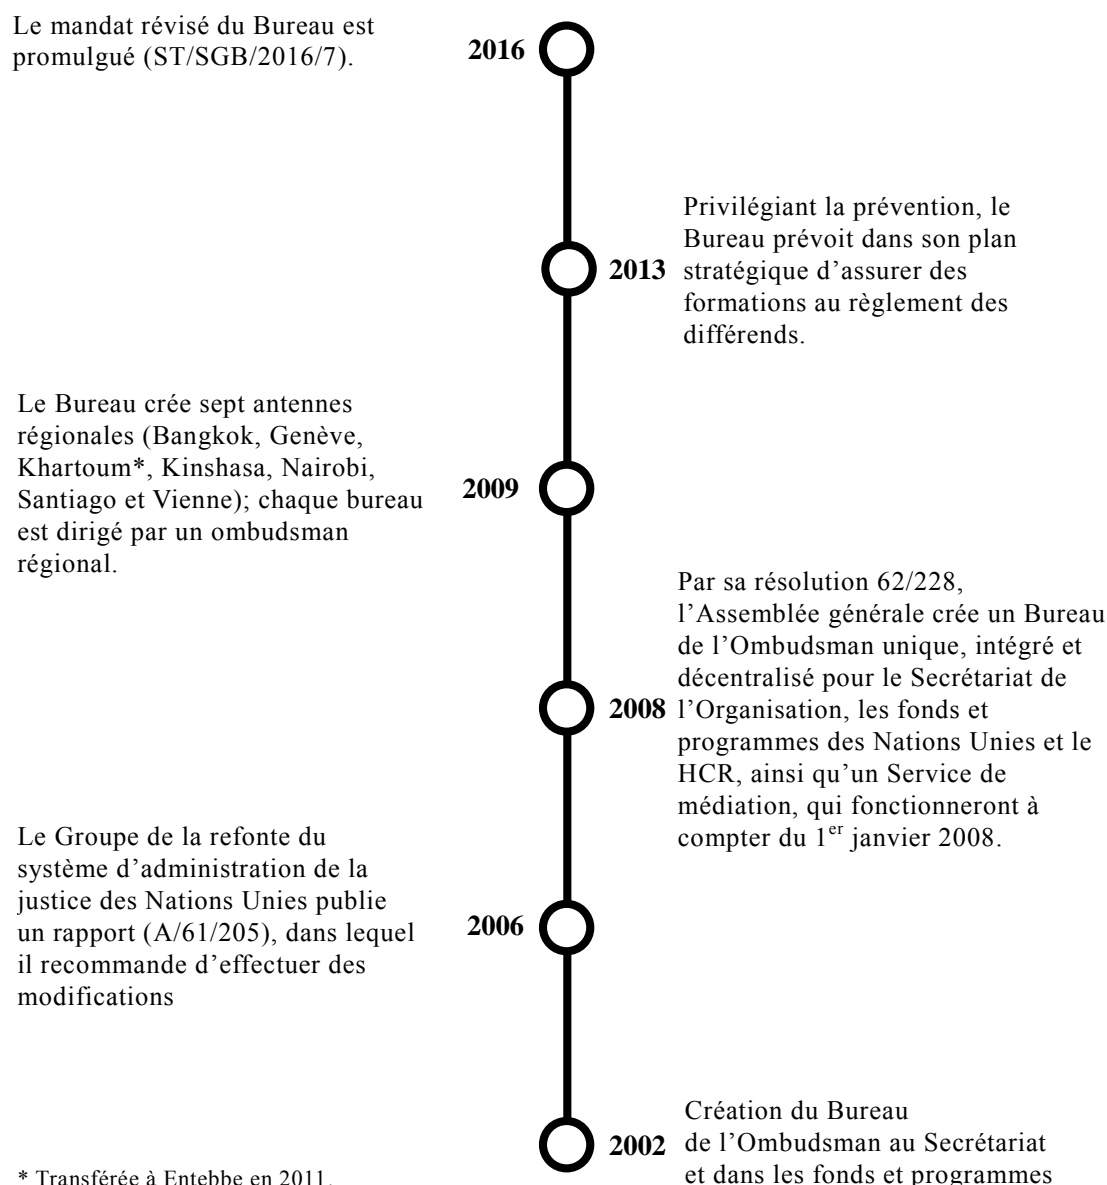 Le mandat révisé du Bureau est
promulgué (ST/SGB/2016/7).
2016
Privilégiant la prévention, le
Bureau prévoit dans son plan
2013
stratégique d’assurer des
formations au règlement des
différends.
Le Bureau crée sept antennes
régionales (Bangkok, Genève,
Khartoum*, Kinshasa, Nairobi,
Santiago et Vienne); chaque bureau
est dirigé par un ombudsman
régional.
2009
Par sa résolution 62/228,
l’Assemblée générale crée un Bureau
de l’Ombudsman unique, intégré et
décentralisé pour le Secrétariat de
2008
l’Organisation, les fonds et
programmes des Nations Unies et le
HCR, ainsi qu’un Service de
médiation, qui fonctionneront à
compter du 1er janvier 2008.
Le Groupe de la refonte du
système d’administration de la
justice des Nations Unies publie
un rapport (A/61/205), dans lequel
il recommande d’effectuer des
modifications
2006
Création du Bureau
2002
de l’Ombudsman au Secrétariat
et dans les fonds et programmes
* Transférée à Entebbe en 2011.